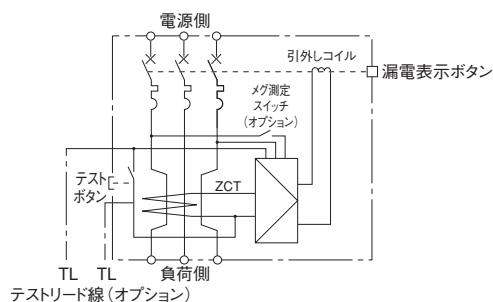 電源側
引外しコイル
漏電表示ボタン
メグ測定
スイッチ
(オプション)
テスト
ボタン
ZCT
TL TL
負荷側
テストリード線(オプション)